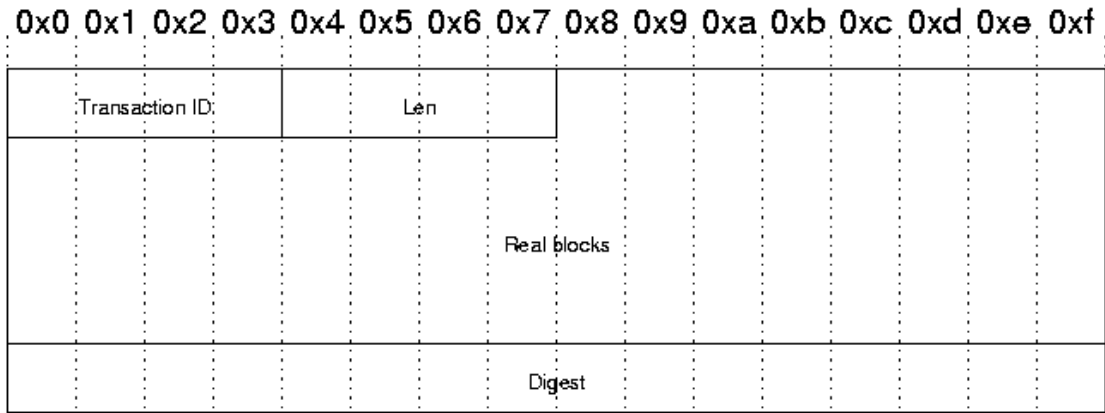 0x0 0x1 0x2 0x3 0x4 0x5 0x6 0x7 0x8 0x9 0xa 0xb 0xc 0xd 0xe 0xf
Transaction ID Len
Real blocks
Digest